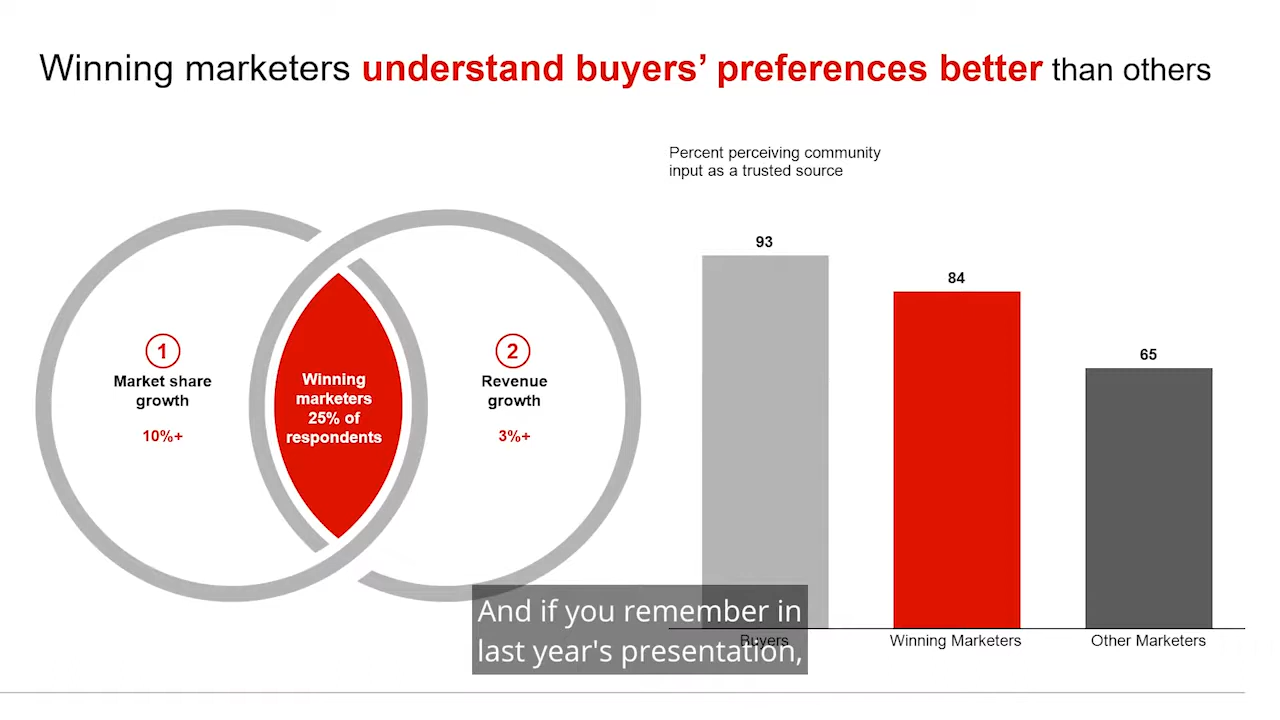 Winning marketers understand buyers’ preferences better than others
Percent perceiving community
input as a trusted source
1
Market share
growth
10%+
Winning
marketers
25% of
respondents
2
Revenue
growth
3%+
93
84
65
Buyers
Winning Marketers
Other Marketers
And if you remember in
last year's presentation,